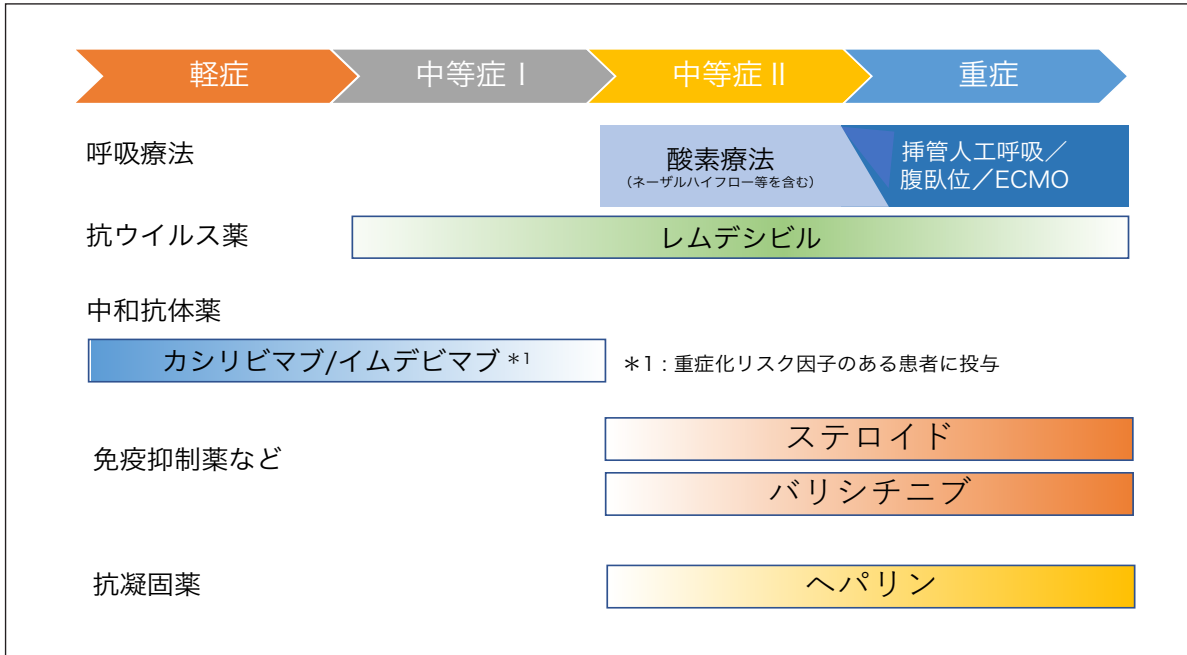 軽症 中等症Ⅰ 中等症Ⅱ 重症
呼吸療法
酸素療法
(ネーザルハイフロー等を含む)
挿管人工呼吸／
腹臥位／ECMO
抗ウイルス薬
レムデシビル
中和抗体薬
カシリビマブ/イムデビマブ *1
*1：重症化リスク因子のある患者に投与
免疫抑制薬など
ステロイド
バリシチニブ
抗凝固薬
ヘパリン